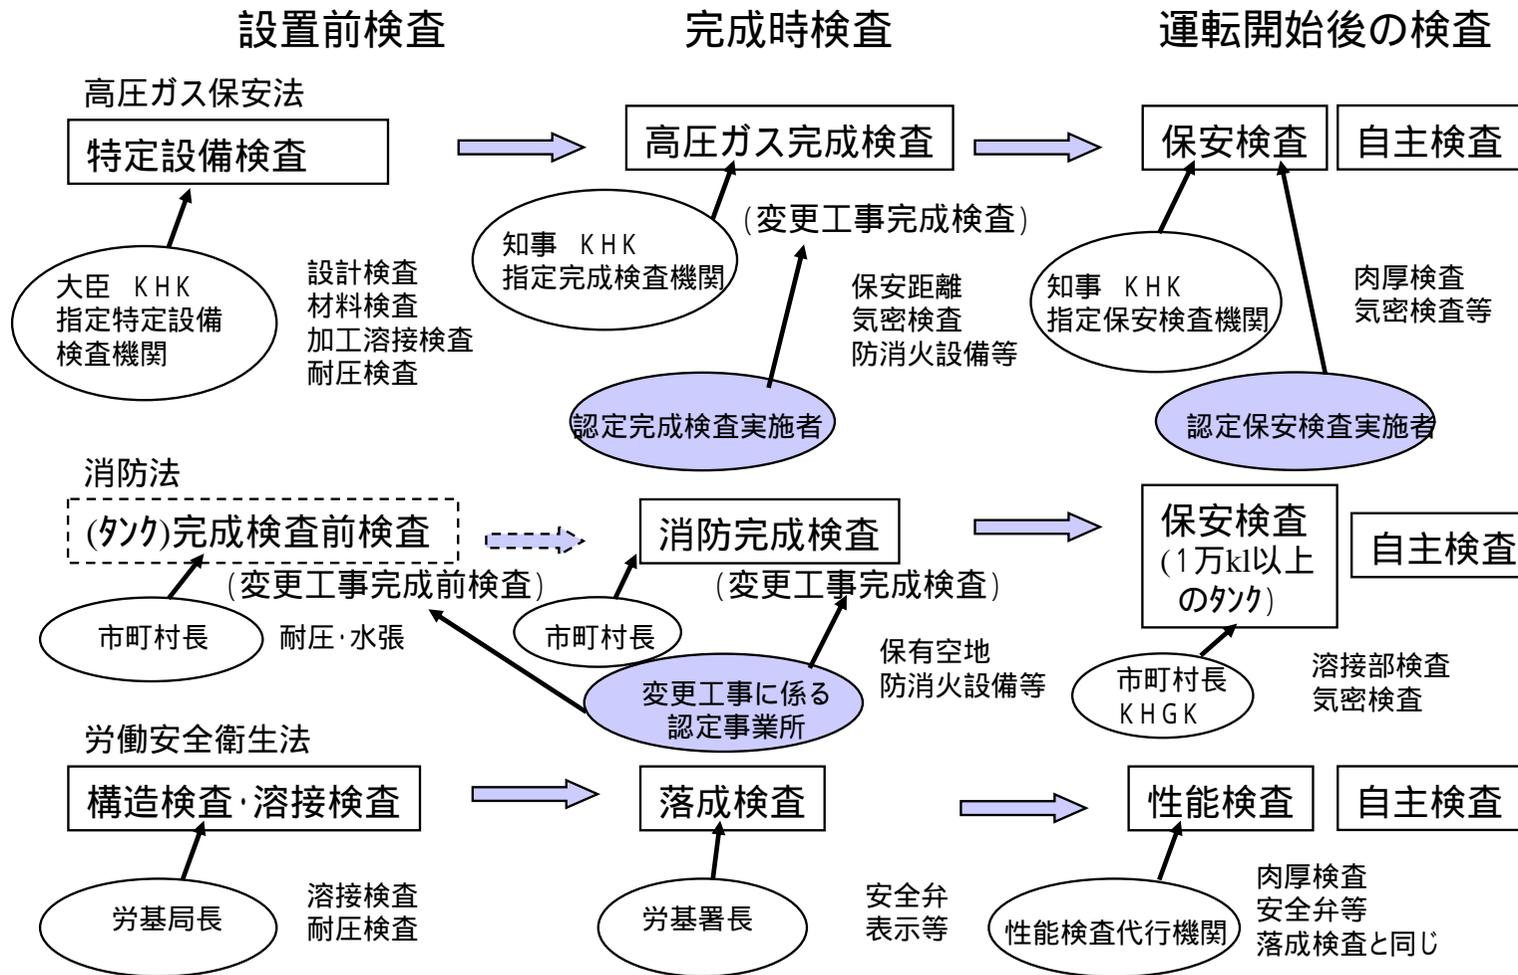 設置前検査
完成時検査
運転開始後の検査
高圧ガス保安法
特定設備検査
高圧ガス完成検査
保安検査
自主検査
(変更工事完成検査)
大臣　KHK
指定特定設備
検査機関
設計検査
材料検査
加工溶接検査
耐圧検査
知事　KHK
指定完成検査機関
保安距離
気密検査
防消火設備等
知事　KHK
指定保安検査機関
肉厚検査
気密検査等
認定完成検査実施者
認定保安検査実施者
消防法
(ﾀﾝｸ)完成検査前検査
消防完成検査
保安検査
(1万kl以上
のﾀﾝｸ)
自主検査
(変更工事完成前検査)
(変更工事完成検査)
市町村長
耐圧･水張
市町村長
変更工事に係る
認定事業所
保有空地
防消火設備等
市町村長
KHGK
溶接部検査
気密検査
労働安全衛生法
構造検査･溶接検査
落成検査
性能検査
自主検査
労基局長
溶接検査
耐圧検査
労基署長
安全弁
表示等
性能検査代行機関
肉厚検査
安全弁等
落成検査と同じ